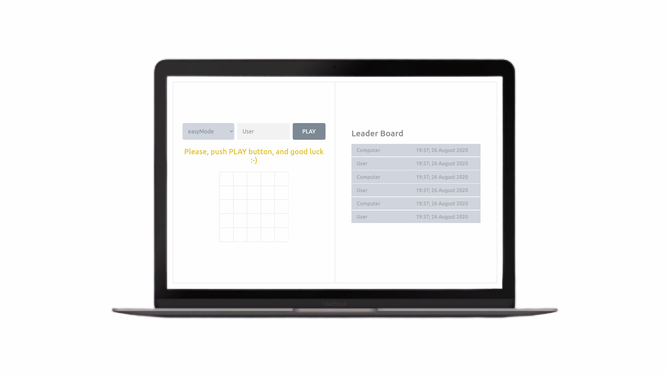 easyMode
User
PLAY
Please, push PLAY button, and good luck
:-)
Leader Board
Computer 19:37; 26 August 2020
User 19:37; 26 August 2020
Computer 19:37; 26 August 2020
User 19:37; 26 August 2020
Computer 19:37; 26 August 2020
User 19:37; 26 August 2020